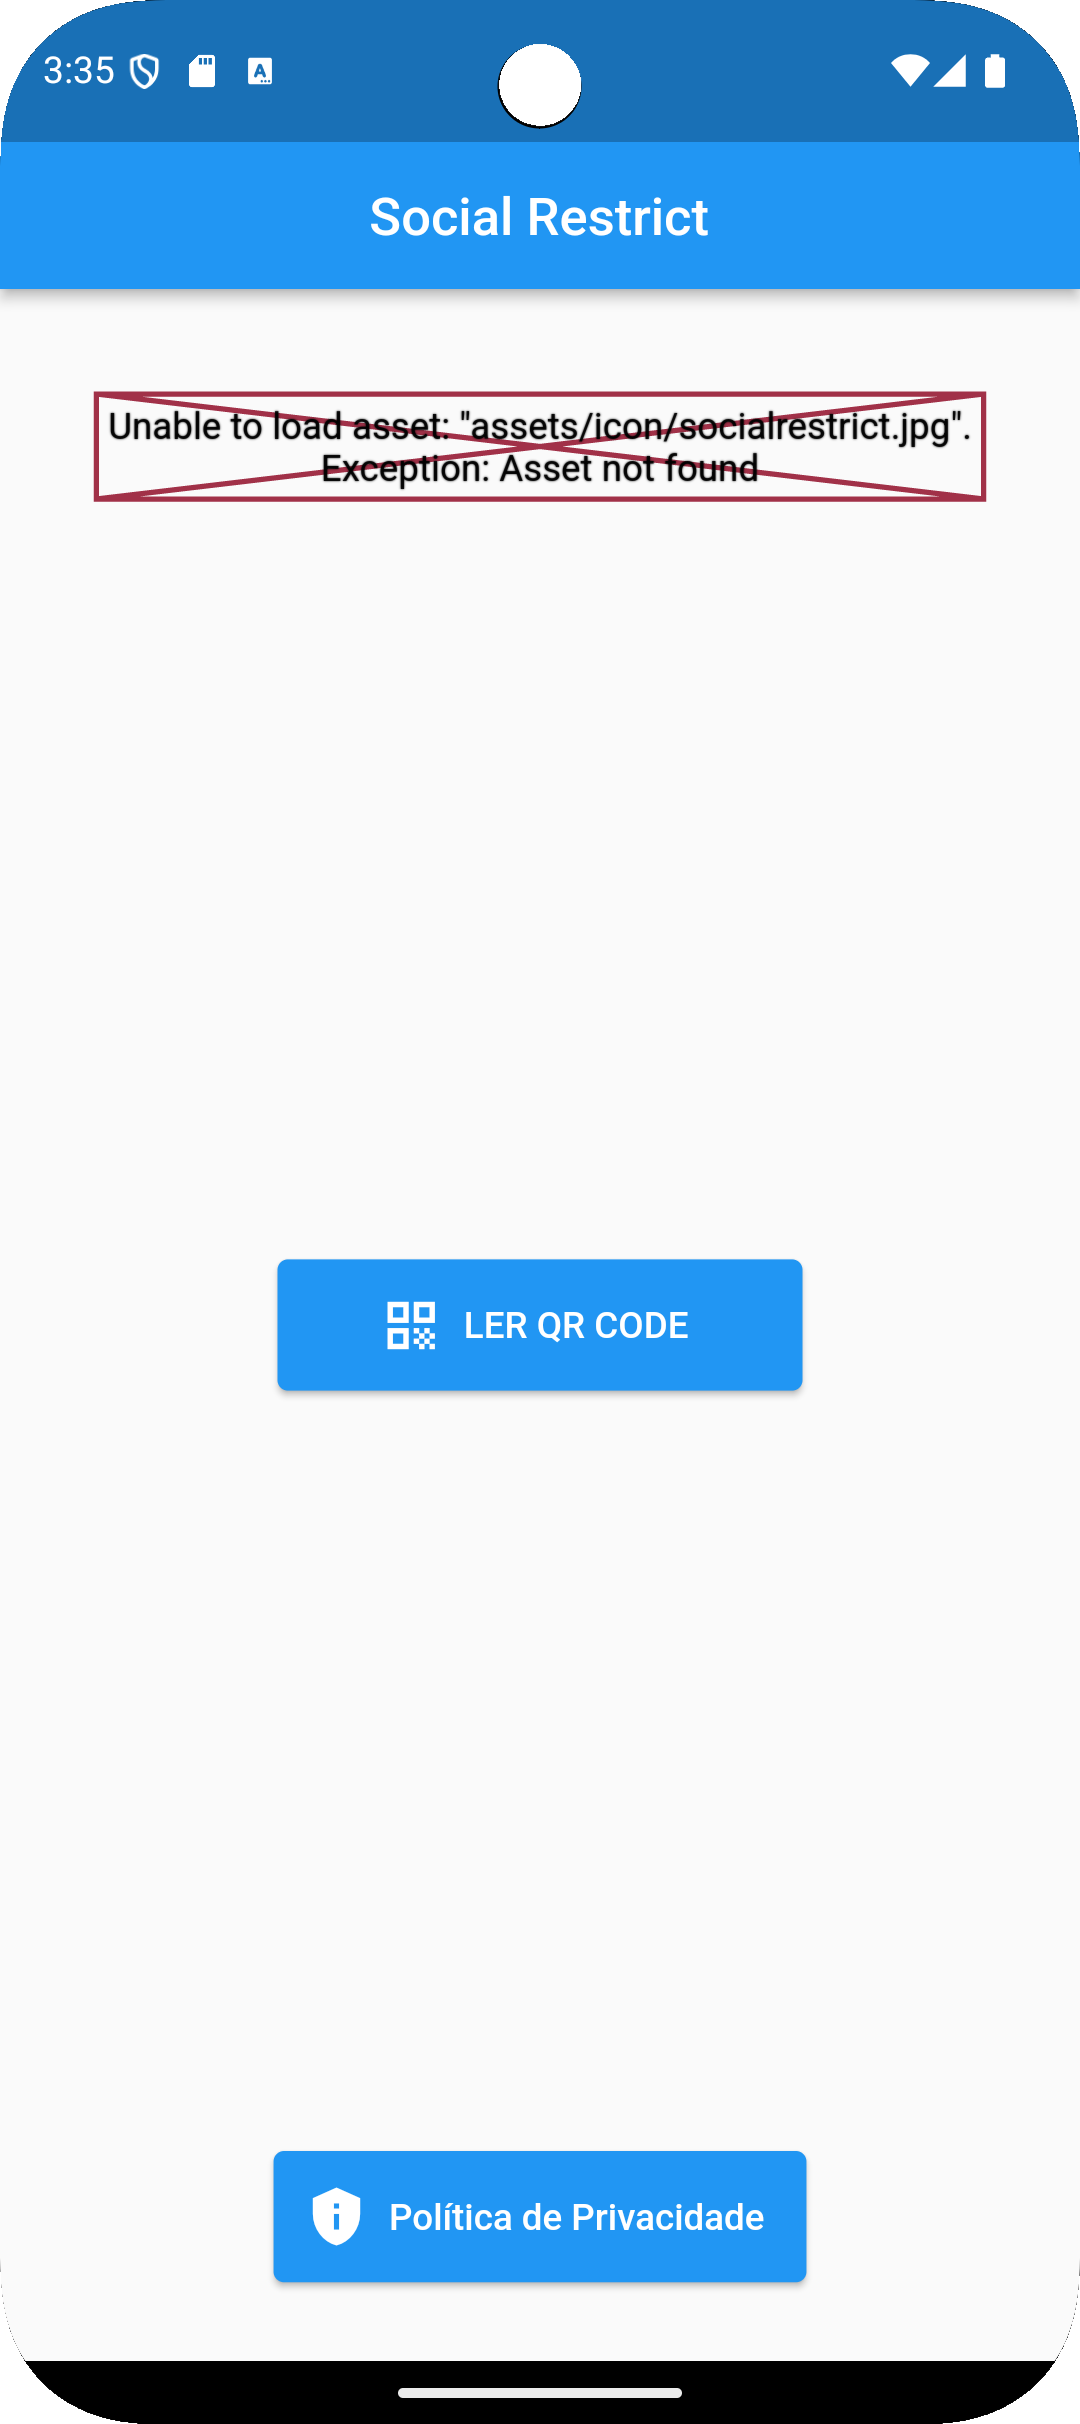 3:35
Social Restrict
Unable to load asset: "assets/icon/socialrestrict.jpg".
Exception: Asset not found
LER QR CODE
Política de Privacidade